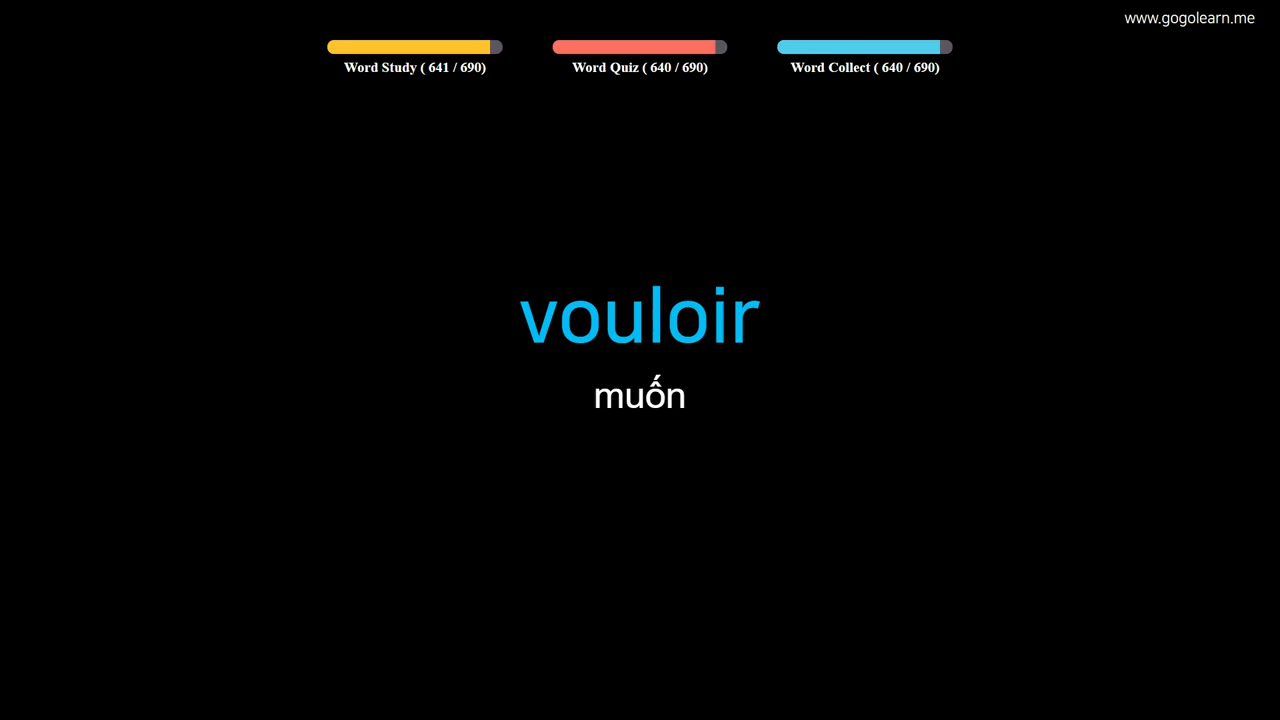 www.gogolearn.me
Word Study ( 641 / 690)
Word Quiz ( 640 / 690)
Word Collect ( 640 / 690)
vouloir
muốn